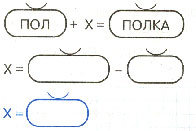 ПОЛ + X = ПОЛКА
X = –
X =